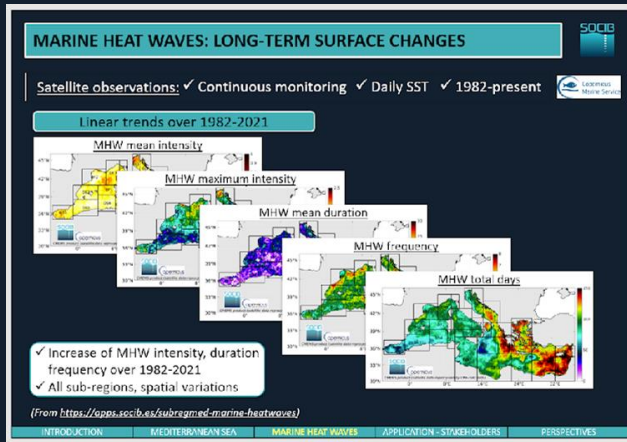 MARINE HEAT WAVES: LONG-TERM SURFACE CHANGES
SOCIB
Satellite observations: ✓ Continuous monitoring ✓ Daily SST ✓ 1982-present
Copernicus
Marine Service
Linear trends over 1982-2021
MHW mean intensity
MHW maximum intensity
MHW mean duration
MHW frequency
MHW total days
✓ Increase of MHW intensity, duration
frequency over 1982-2021
✓ All sub-regions, spatial variations
(From https://apps.socib.es/subregmed-marine-heatwaves)
INTRODUCTION MEDITERRANEAN SEA MARINE HEAT WAVES APPLICATION - STAKEHOLDERS PERSPECTIVES